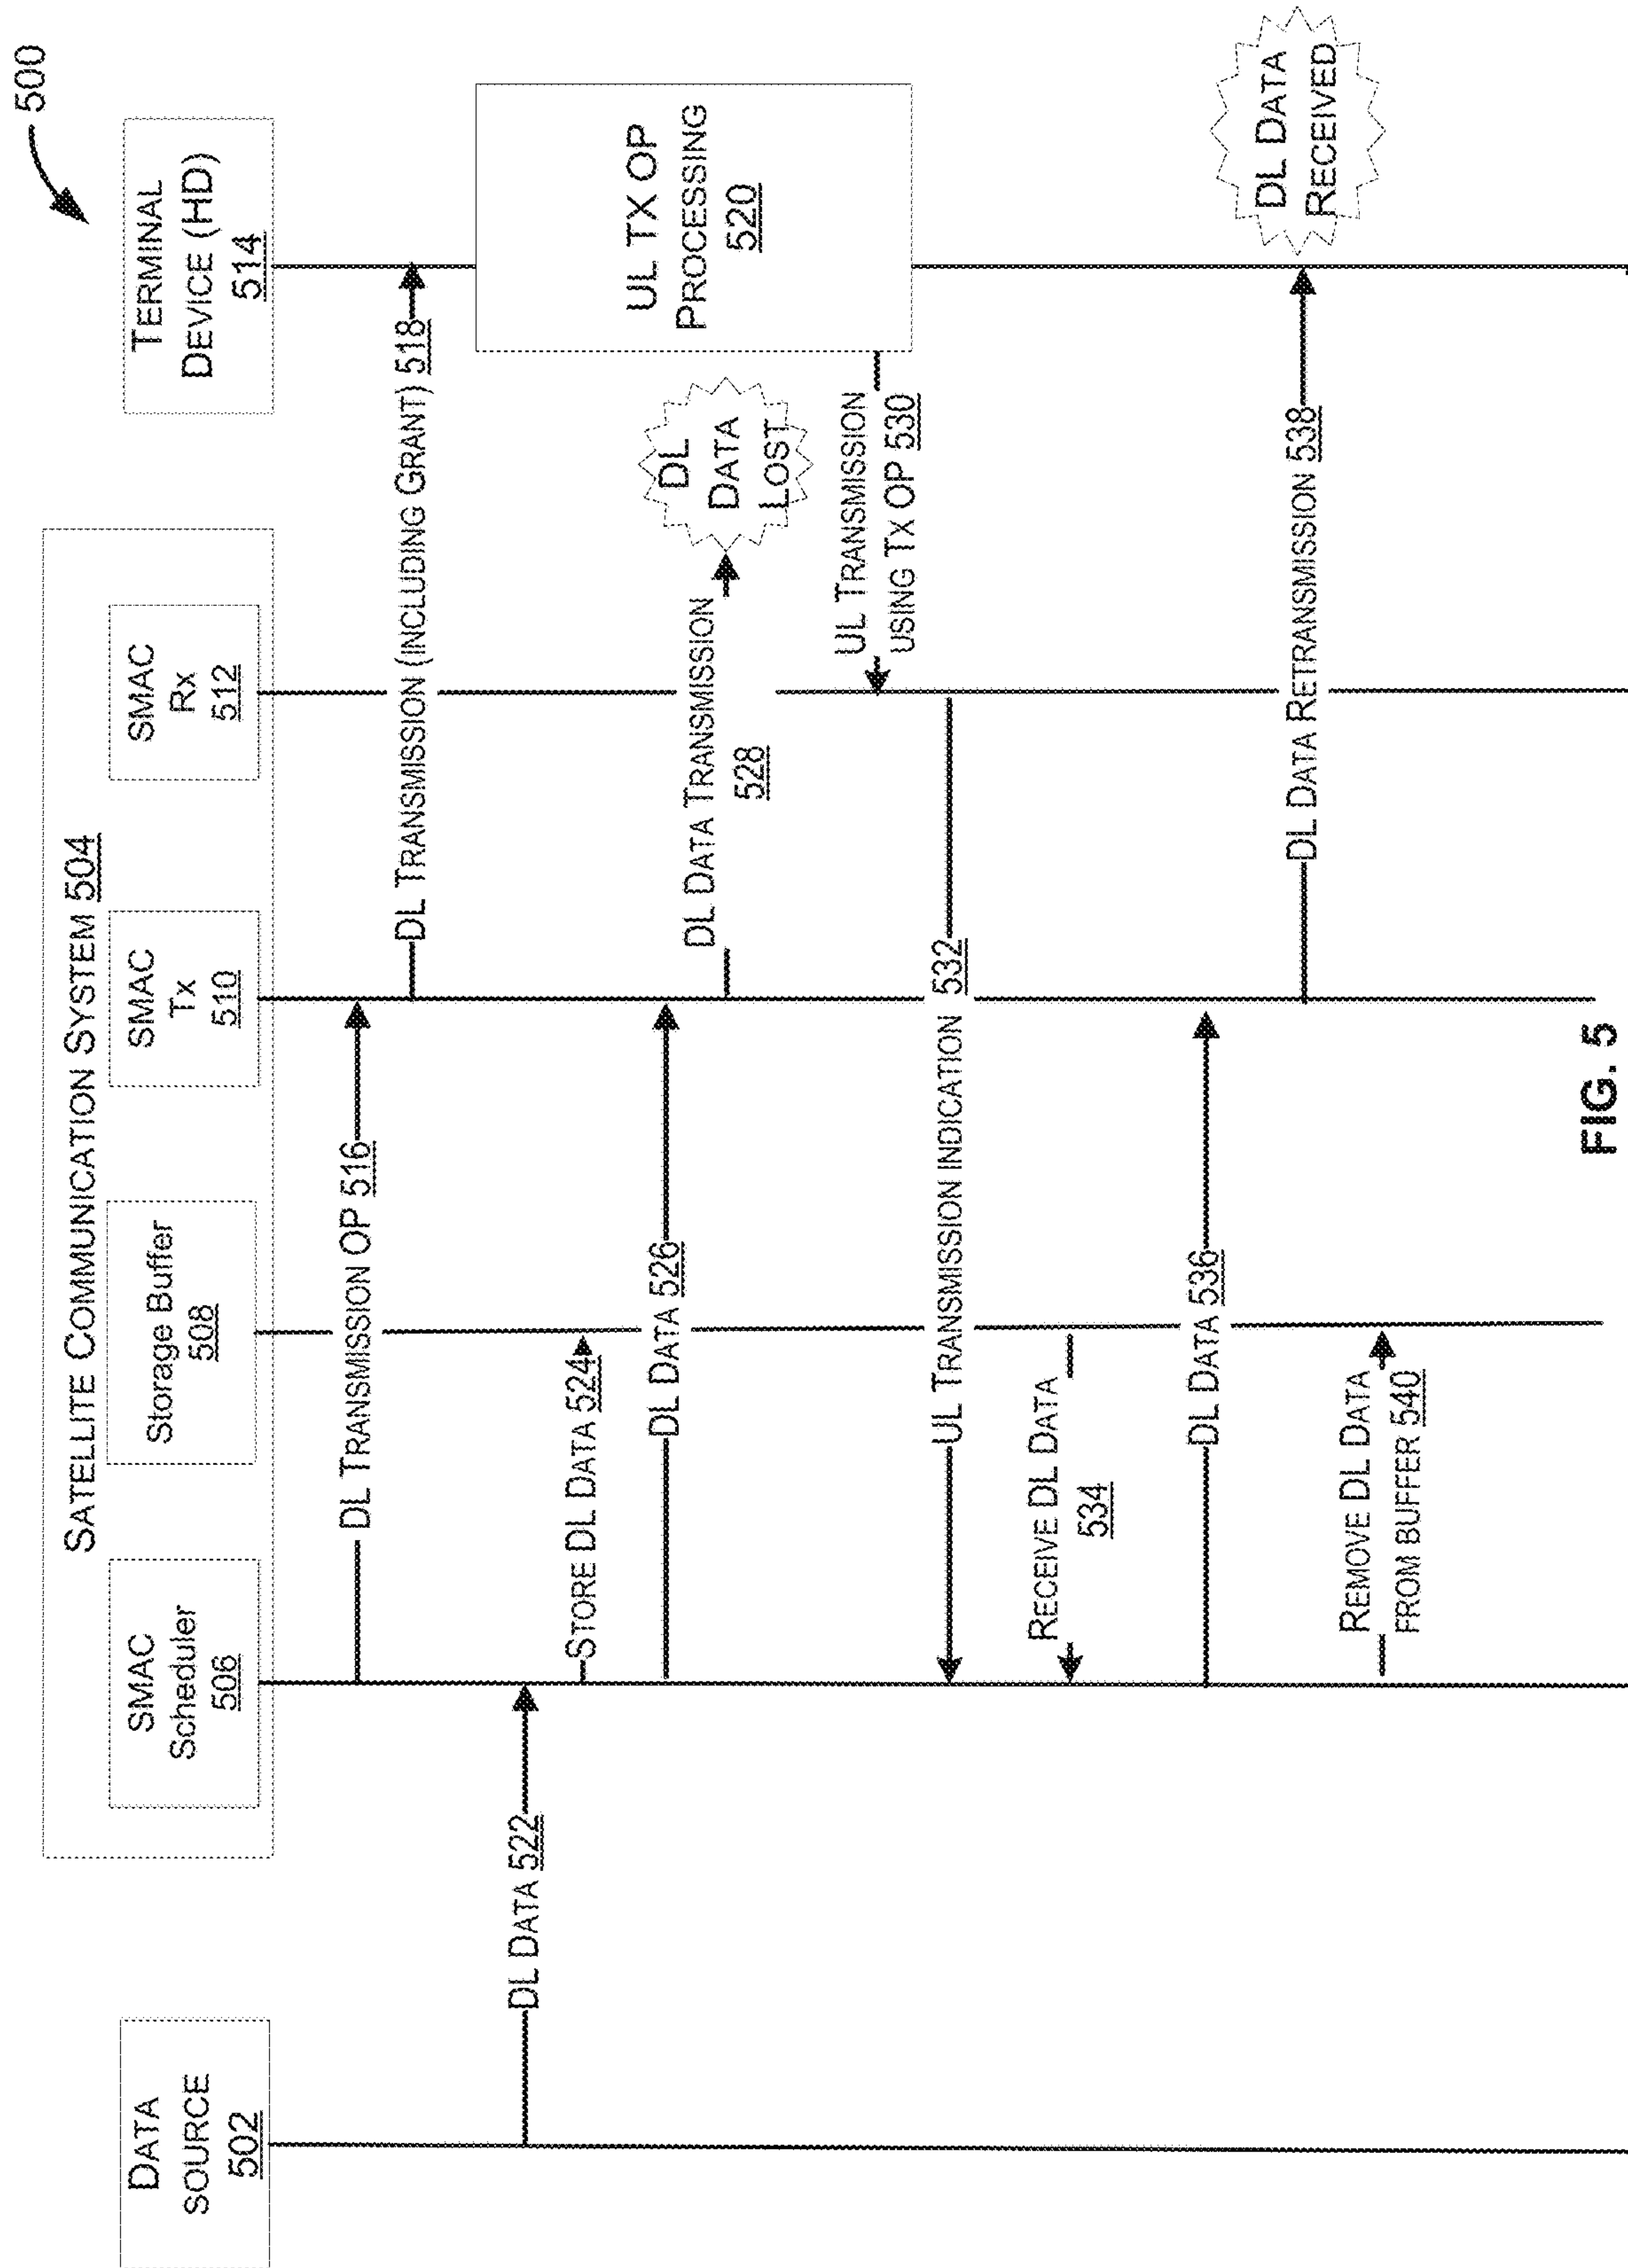 500
SATELLITE COMMUNICATION SYSTEM 504
DATA
SOURCE
502
SMAC
Scheduler
506
Storage Buffer
508
SMAC
Tx
510
SMAC
Rx
512
TERMINAL
DEVICE (HD)
514
DL TRANSMISSION OP 516
DL TRANSMISSION (INCLUDING GRANT) 518
UL TX OP
PROCESSING
520
DL DATA 522
STORE DL DATA 524
DL DATA 526
DL DATA TRANSMISSION
528
DL
DATA
LOST
UL TRANSMISSION
USING TX OP 530
UL TRANSMISSION INDICATION 532
RECEIVE DL DATA
534
DL DATA 536
DL DATA RETRANSMISSION 538
DL DATA
RECEIVED
REMOVE DL DATA
FROM BUFFER 540
FIG. 5